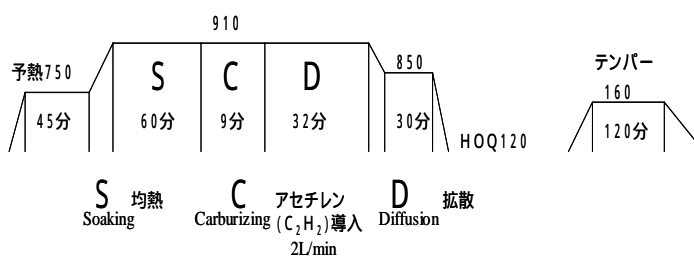 910
予熱750
S
C
D
850
テンパー
160
45分
60分
9分
32分
30分
HOQ120
120分
S 均熱
Soaking
C アセチレン
Carburizing (C₂H₂)導入
2L/min
D 拡散
Diffusion